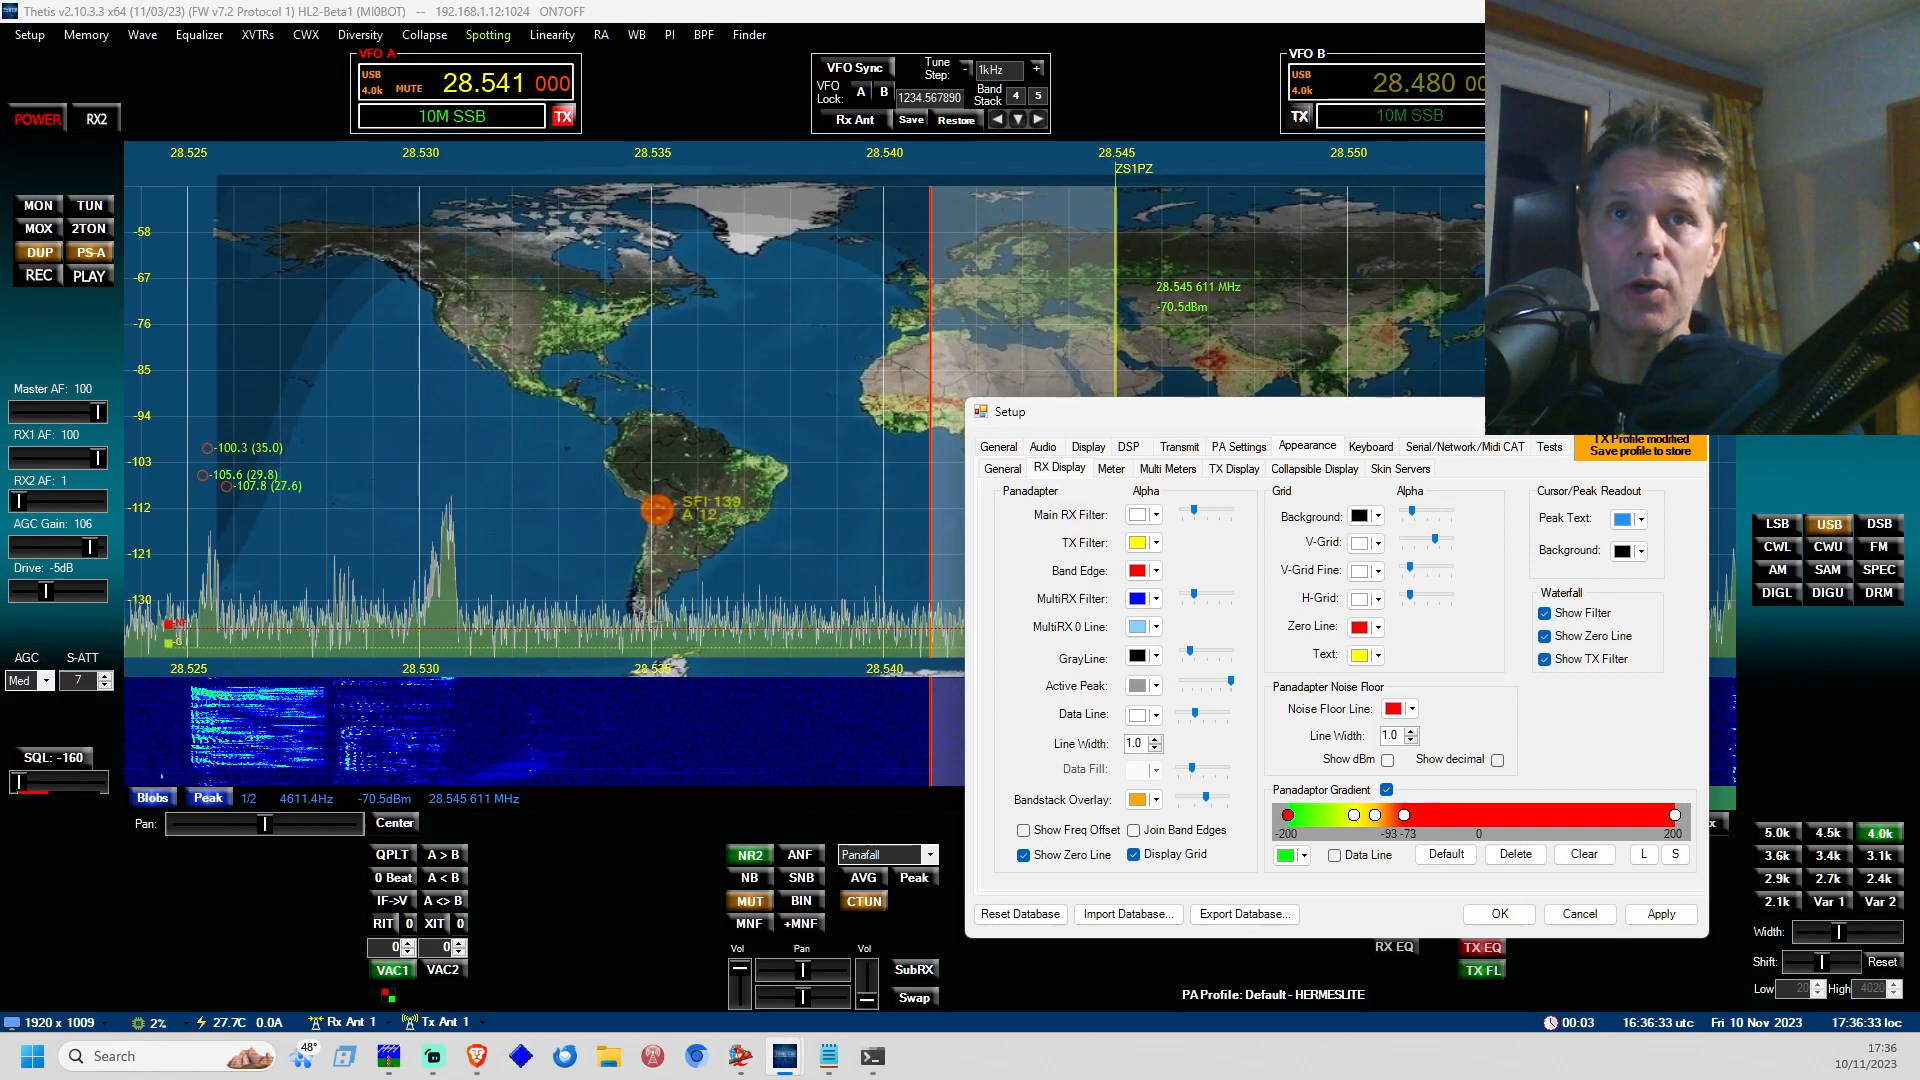 Thetis v2.10.3.3 x64 (11/03/23) (FW v7.2 Protocol 1) HL2-Beta1 (MI0BOT) -- 192.168.1.12:1024 ON7OFF
Setup Memory Wave Equalizer XVTRs CWX Diversity Collapse Spotting Linearity RA WB PI BPF Finder
VFO A
USB
4.0k MUTE 28.541 000
10M SSB TX
VFO Sync Tune Step: - 1kHz +
VFO Lock: A B 1234.567890 Band Stack 4 5
Rx Ant Save Restore
VFO B
USB
4.0k 28.480
TX 10M SSB
POWER RX2
28.525 28.530 28.535 28.540 28.545 28.550
ZS1PZ
MON TUN
MOX 2TON
DUP PS-A
REC PLAY
-58
-67
-76
-85
-94
-103
-112
-121
-130
28.545 611 MHz
-70.5dBm
Master AF: 100
RX1 AF: 100
RX2 AF: 1
AGC Gain: 106
Drive: -5dB
-100.3 (35.0)
-105.6 (29.8)
-107.8 (27.6)
SFI 139
A 12
-NF
-G
28.525 28.530 28.535 28.540
AGC S-ATT
Med 7
SQL: -160
Blobs Peak 1/2 4611.4Hz -70.5dBm 28.545 611 MHz
Pan: Center
QPLT A > B
0 Beat A < B
IF->V A <> B
RIT 0 XIT 0
0 0
VAC1 VAC2
NR2 ANF Panafall
NB SNB AVG Peak
MUT BIN CTUN
MNF +MNF
Vol Pan Vol
SubRX
Swap
Setup
General Audio Display DSP Transmit PA Settings Appearance Keyboard Serial/Network/Midi CAT Tests
TX Profile modified
Save profile to store
General RX Display Meter Multi Meters TX Display Collapsible Display Skin Servers
Panadapter Alpha
Main RX Filter:
TX Filter:
Band Edge:
MultiRX Filter:
MultiRX 0 Line:
GrayLine:
Active Peak:
Data Line:
Line Width: 1.0
Data Fill:
Bandstack Overlay:
Show Freq Offset Join Band Edges
Show Zero Line Display Grid
Grid Alpha
Background:
V-Grid:
V-Grid Fine:
H-Grid:
Zero Line:
Text:
Panadapter Noise Floor
Noise Floor Line:
Line Width: 1.0
Show dBm Show decimal
Panadaptor Gradient
-200 -93 -73 0 200
Data Line Default Delete Clear L S
Cursor/Peak Readout
Peak Text:
Background:
Waterfall
Show Filter
Show Zero Line
Show TX Filter
Reset Database Import Database... Export Database... OK Cancel Apply
LSB USB DSB
CWL CWU FM
AM SAM SPEC
DIGL DIGU DRM
5.0k 4.5k 4.0k
3.6k 3.4k 3.1k
2.9k 2.7k 2.4k
2.1k Var 1 Var 2
Width:
Shift: Reset
Low 20 High 4020
RX EQ TX EQ
TX FL
PA Profile: Default - HERMESLITE
1920 x 1009 2% 27.7C 0.0A Rx Ant 1 Tx Ant 1 00:03 16:36:33 utc Fri 10 Nov 2023 17:36:33 loc
Search 48°
17:36
10/11/2023